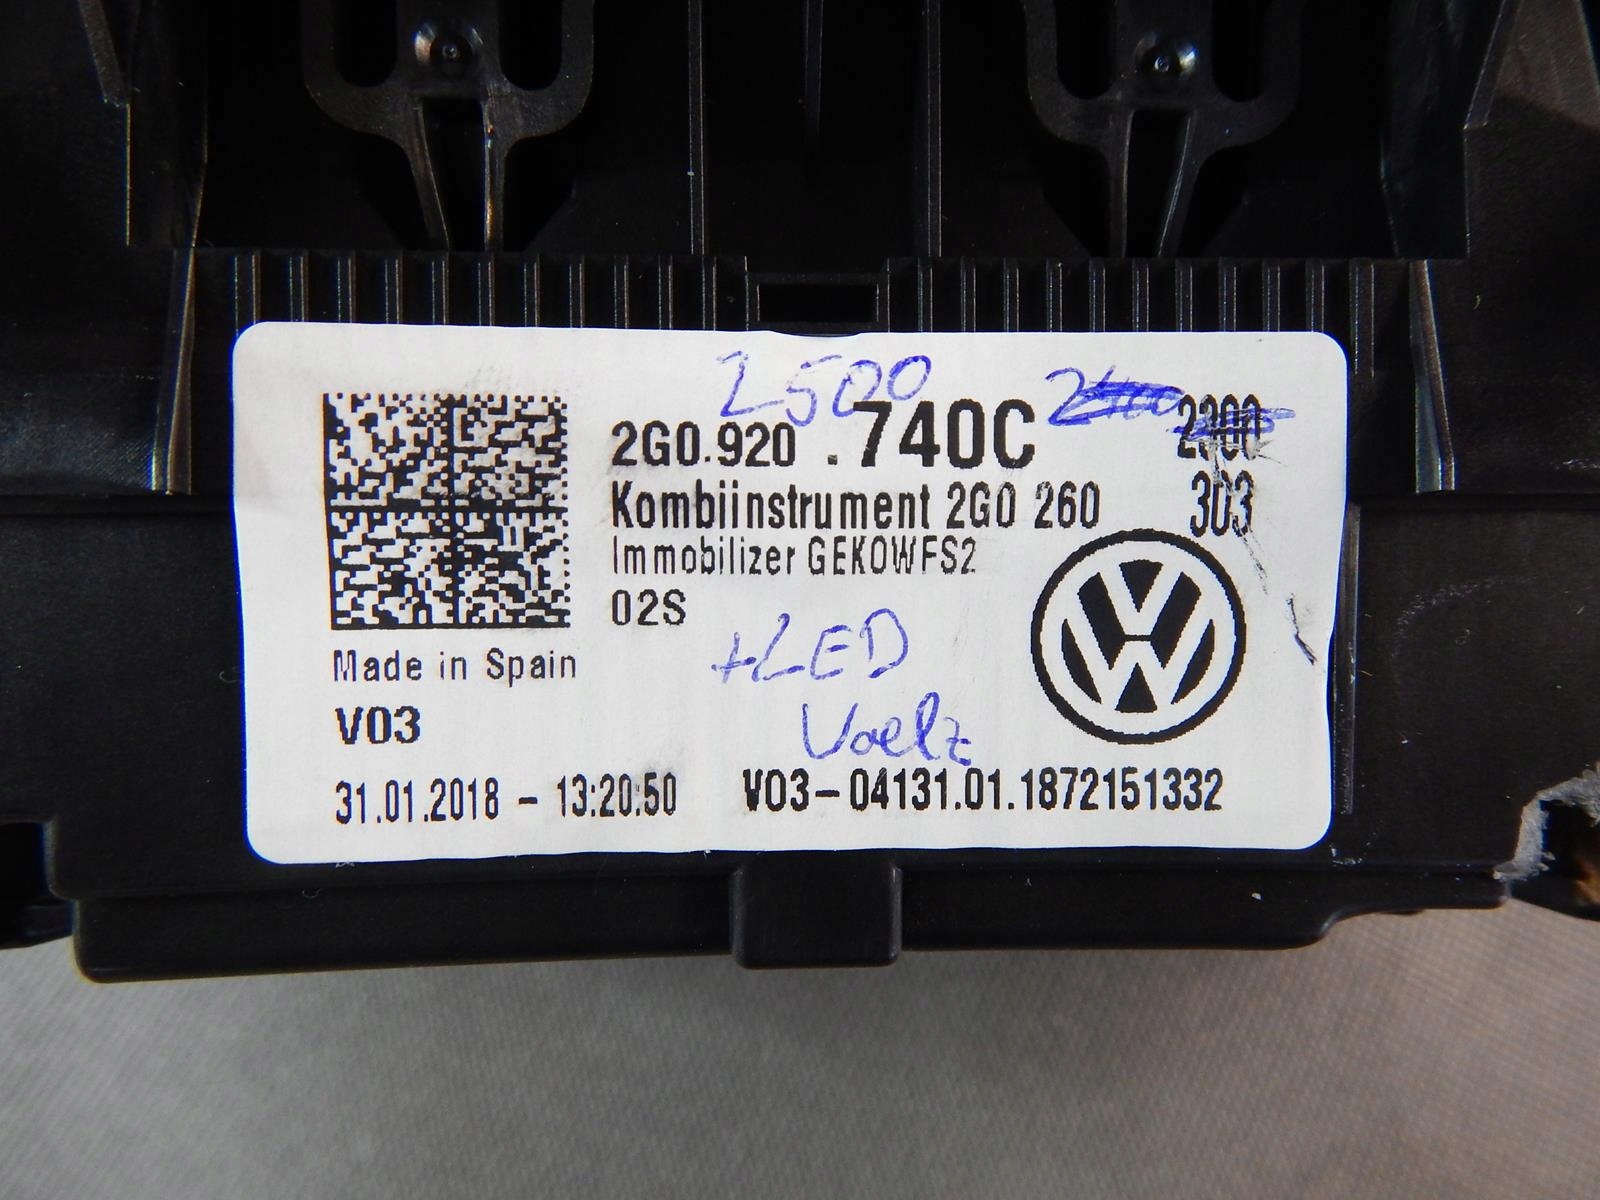 2500
2G0.920 .740C 2300
Kombiinstrument 2G0 260 303
Immobilizer GEKOWFS2
02S
+LED
Made in Spain
V03
Voelz
31.01.2018 - 13:20:50 V03-04131.01.1872151332